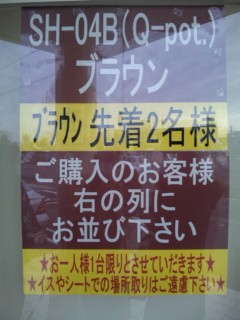 SH-04B(Q-pot.)
ブラウン
ブラウン 先着2名様
ご購入のお客様
右の列に
お並び下さい
★お一人様1台限りとさせていだきます★
★イスやシートでの場所取りはご遠慮下さい★